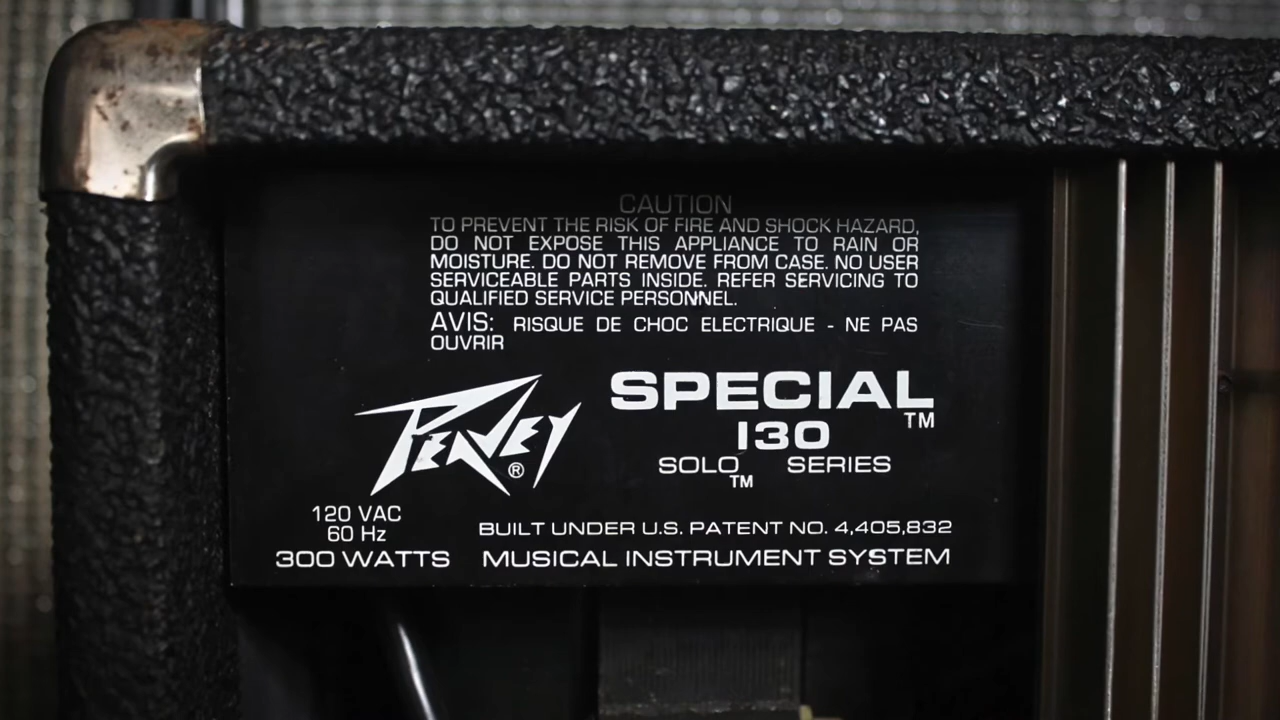 CAUTION
TO PREVENT THE RISK OF FIRE AND SHOCK HAZARD,
DO NOT EXPOSE THIS APPLIANCE TO RAIN OR
MOISTURE. DO NOT REMOVE FROM CASE. NO USER
SERVICEABLE PARTS INSIDE. REFER SERVICING TO
QUALIFIED SERVICE PERSONNEL.
AVIS: RISQUE DE CHOC ELECTRIQUE - NE PAS
OUVRIR
PEAVEY®
SPECIAL™
130
SOLO™ SERIES
120 VAC
60 Hz
300 WATTS
BUILT UNDER U.S. PATENT NO. 4,405,832
MUSICAL INSTRUMENT SYSTEM